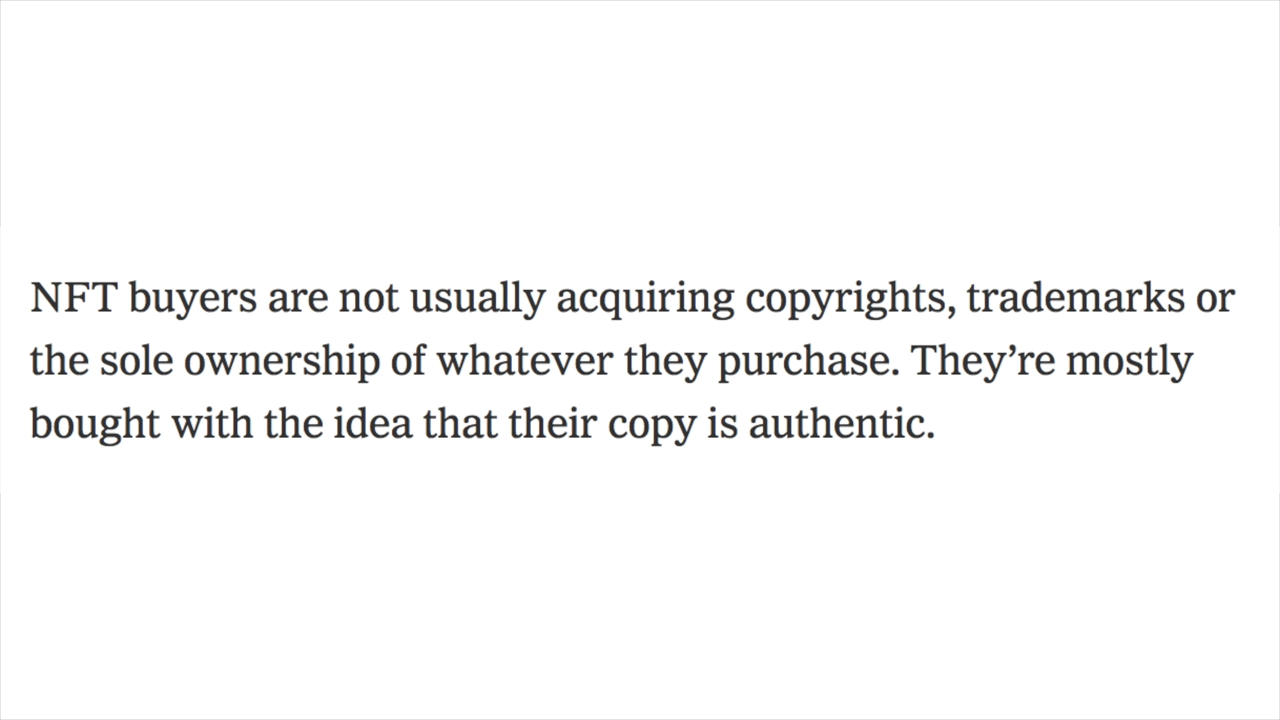 NFT buyers are not usually acquiring copyrights, trademarks or
the sole ownership of whatever they purchase. They’re mostly
bought with the idea that their copy is authentic.